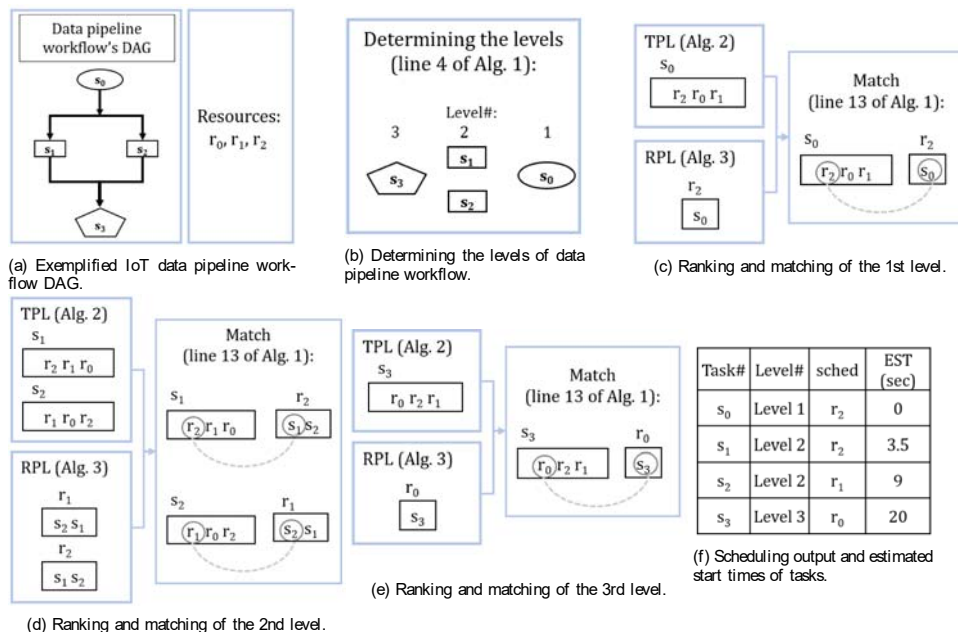 Data pipeline
workflow's DAG
s₀
s₁ s₂
s₃
Resources:
r₀, r₁, r₂
(a) Exemplified IoT data pipeline work-
flow DAG.
Determining the levels
(line 4 of Alg. 1):
Level#:
3 2 1
s₁
s₃ s₀
s₂
(b) Determining the levels of data
pipeline workflow.
TPL (Alg. 2)
s₀
r₂ r₀ r₁
RPL (Alg. 3)
r₂
s₀
Match
(line 13 of Alg. 1):
s₀ r₂
r₂ r₀ r₁ s₀
(c) Ranking and matching of the 1st level.
TPL (Alg. 2)
s₁
r₂ r₁ r₀
s₂
r₁ r₀ r₂
RPL (Alg. 3)
r₁
s₂ s₁
r₂
s₁ s₂
Match
(line 13 of Alg. 1):
s₁ r₂
r₂ r₁ r₀ s₁ s₂
s₂ r₁
r₁ r₀ r₂ s₂ s₁
(d) Ranking and matching of the 2nd level.
TPL (Alg. 2)
s₃
r₀ r₂ r₁
RPL (Alg. 3)
r₀
s₃
Match
(line 13 of Alg. 1):
s₃ r₀
r₀ r₂ r₁ s₃
(e) Ranking and matching of the 3rd level.
Task# Level# sched EST
(sec)
s₀ Level 1 r₂ 0
s₁ Level 2 r₂ 3.5
s₂ Level 2 r₁ 9
s₃ Level 3 r₀ 20
(f) Scheduling output and estimated
start times of tasks.